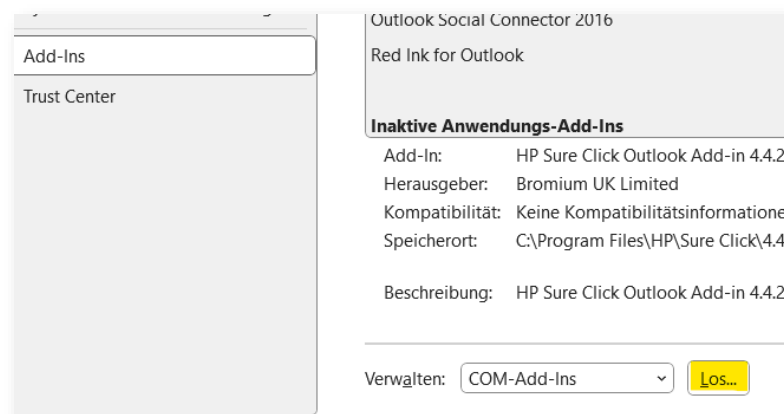 Outlook Social Connector 2016
Add-Ins
Red Ink for Outlook
Trust Center
Inaktive Anwendungs-Add-Ins
Add-In: HP Sure Click Outlook Add-in 4.4.2
Herausgeber: Bromium UK Limited
Kompatibilität: Keine Kompatibilitätsinformatione
Speicherort: C:\Program Files\HP\Sure Click\4.4
Beschreibung: HP Sure Click Outlook Add-in 4.4.2
Verwalten: COM-Add-Ins Los...